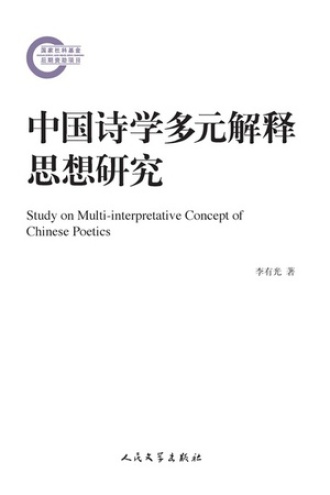 国家社科基金
后期资助项目
中国诗学多元解释
思想研究
Study on Multi-interpretative Concept of
Chinese Poetics
李有光 著
人民文学出版社